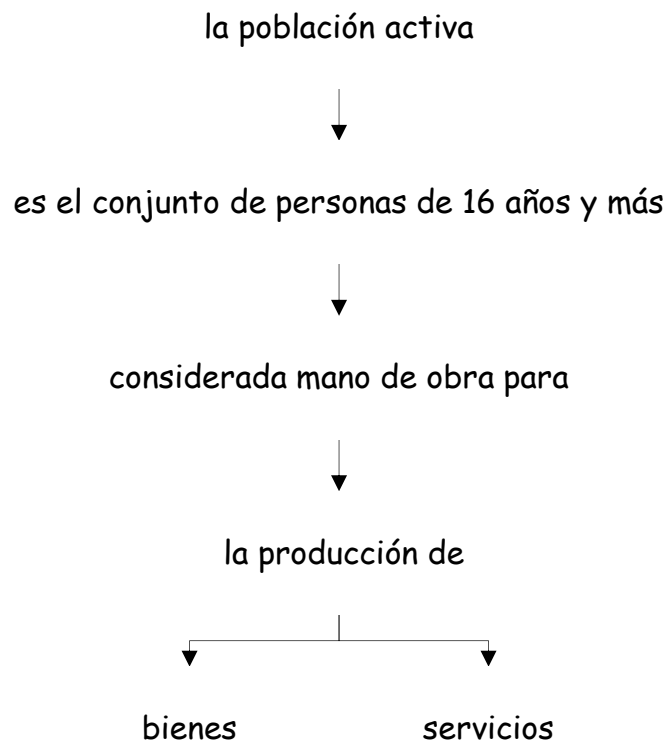 la población activa
es el conjunto de personas de 16 años y más
considerada mano de obra para
la producción de
bienes servicios